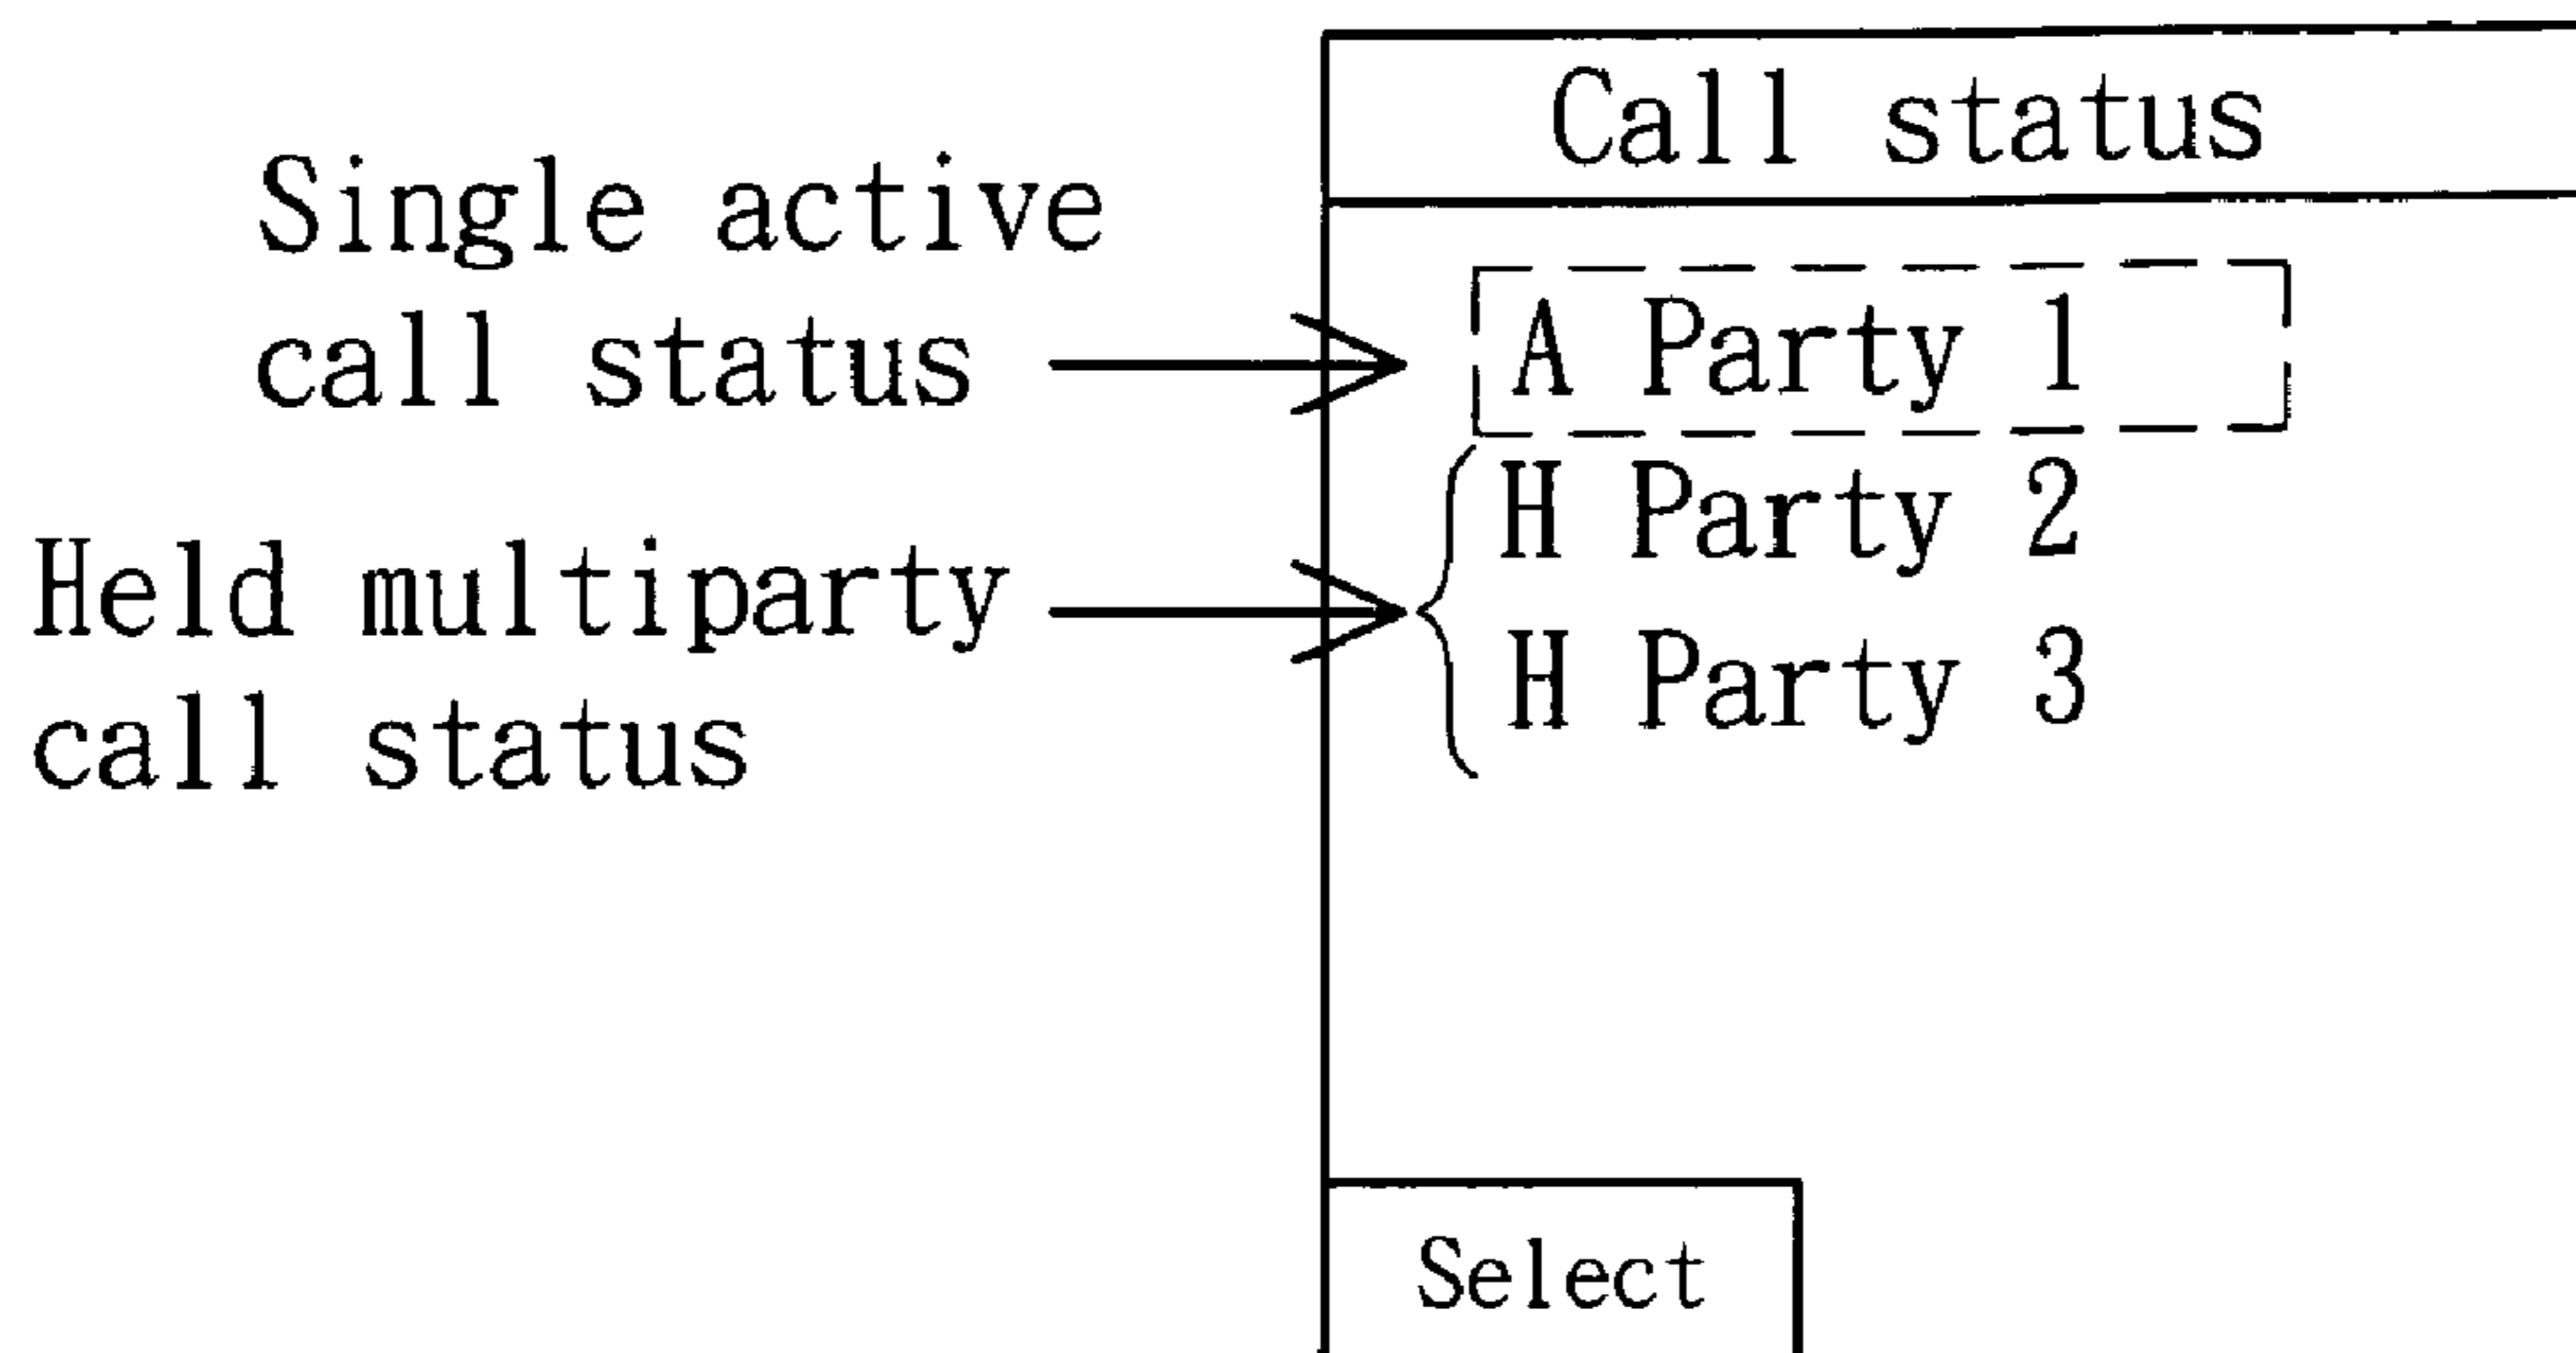 Call status
Single active
call status
A Party 1
H Party 2
Held multiparty
call status
H Party 3
Select